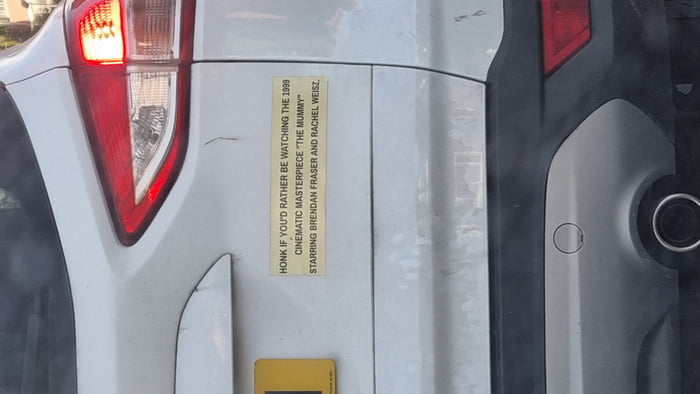 HONK IF YOU'D RATHER BE WATCHING THE 1999
CINEMATIC MASTERPIECE "THE MUMMY"
STARRING BRENDAN FRASER AND RACHEL WEISZ.